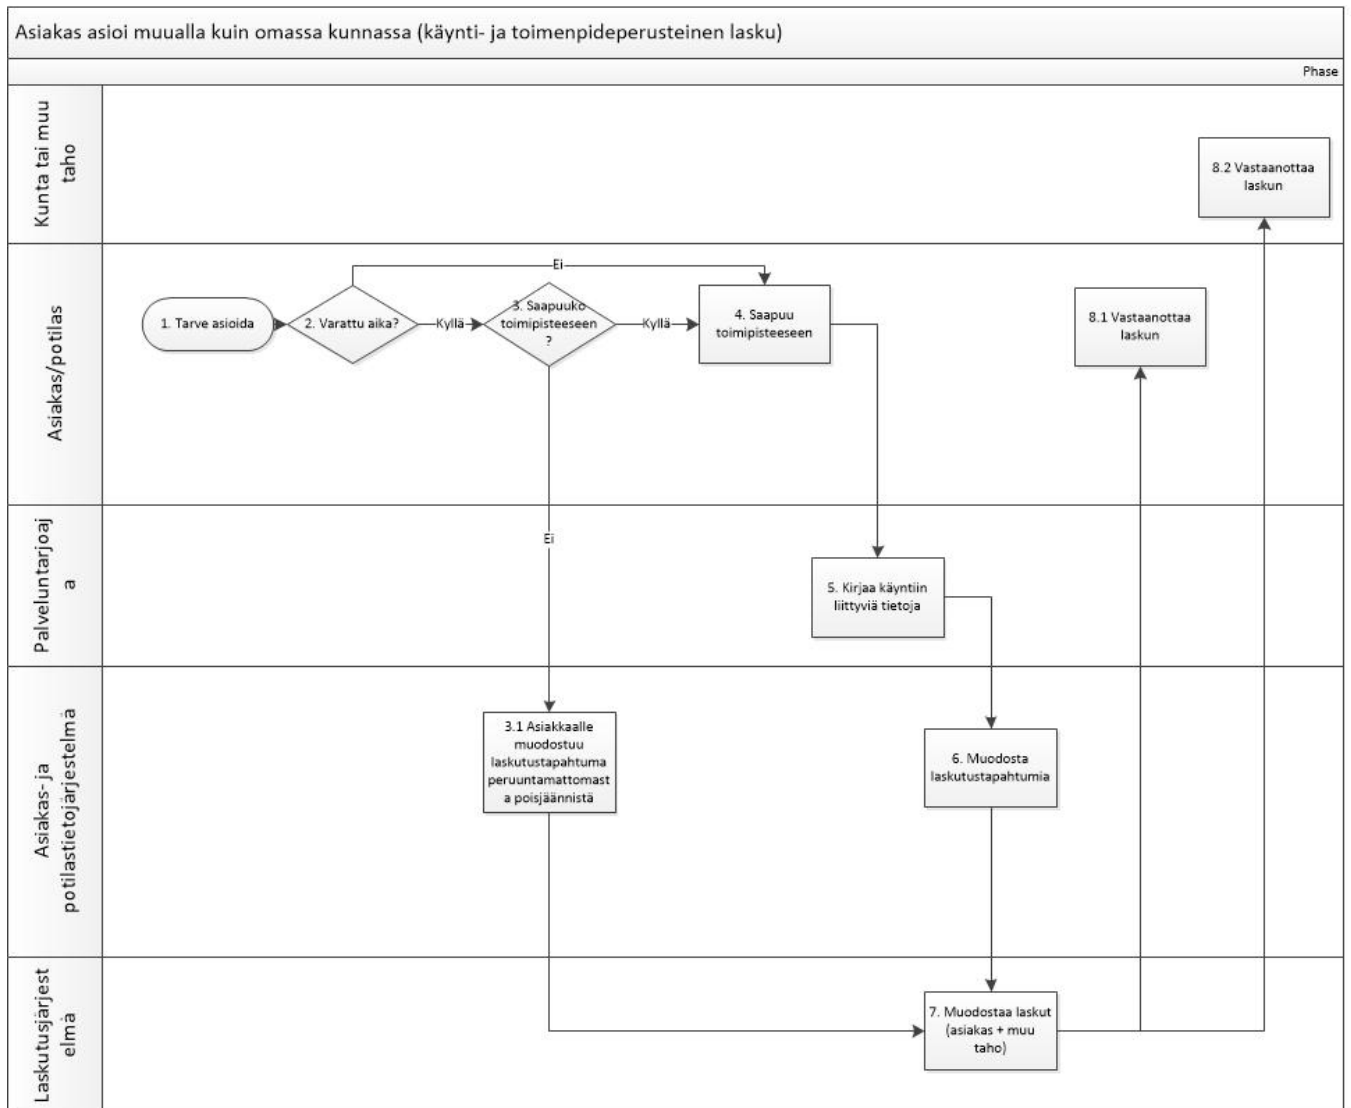 Asiakas asioi muualla kuin omassa kunnassa (käynti- ja toimenpideperusteinen lasku)
Phase
Kunta tai muu
taho
8.2 Vastaanottaa
laskun
Asiakas/potilas
Ei
1. Tarve asioida
2. Varattu aika?
Kyllä
3. Saapuuko
toimipisteeseen
?
Kyllä
4. Saapuu
toimipisteeseen
8.1 Vastaanottaa
laskun
Palveluntarjoaj
a
Ei
5. Kirjaa käyntiin
liittyviä tietoja
Asiakas- ja
potilastietojärjestelmä
3.1 Asiakkaalle
muodostuu
laskutustapahtuma
peruuntamattomast
a poisjäännistä
6. Muodosta
laskutustapahtumia
Laskutusjärjest
elmä
7. Muodostaa laskut
(asiakas + muu
taho)